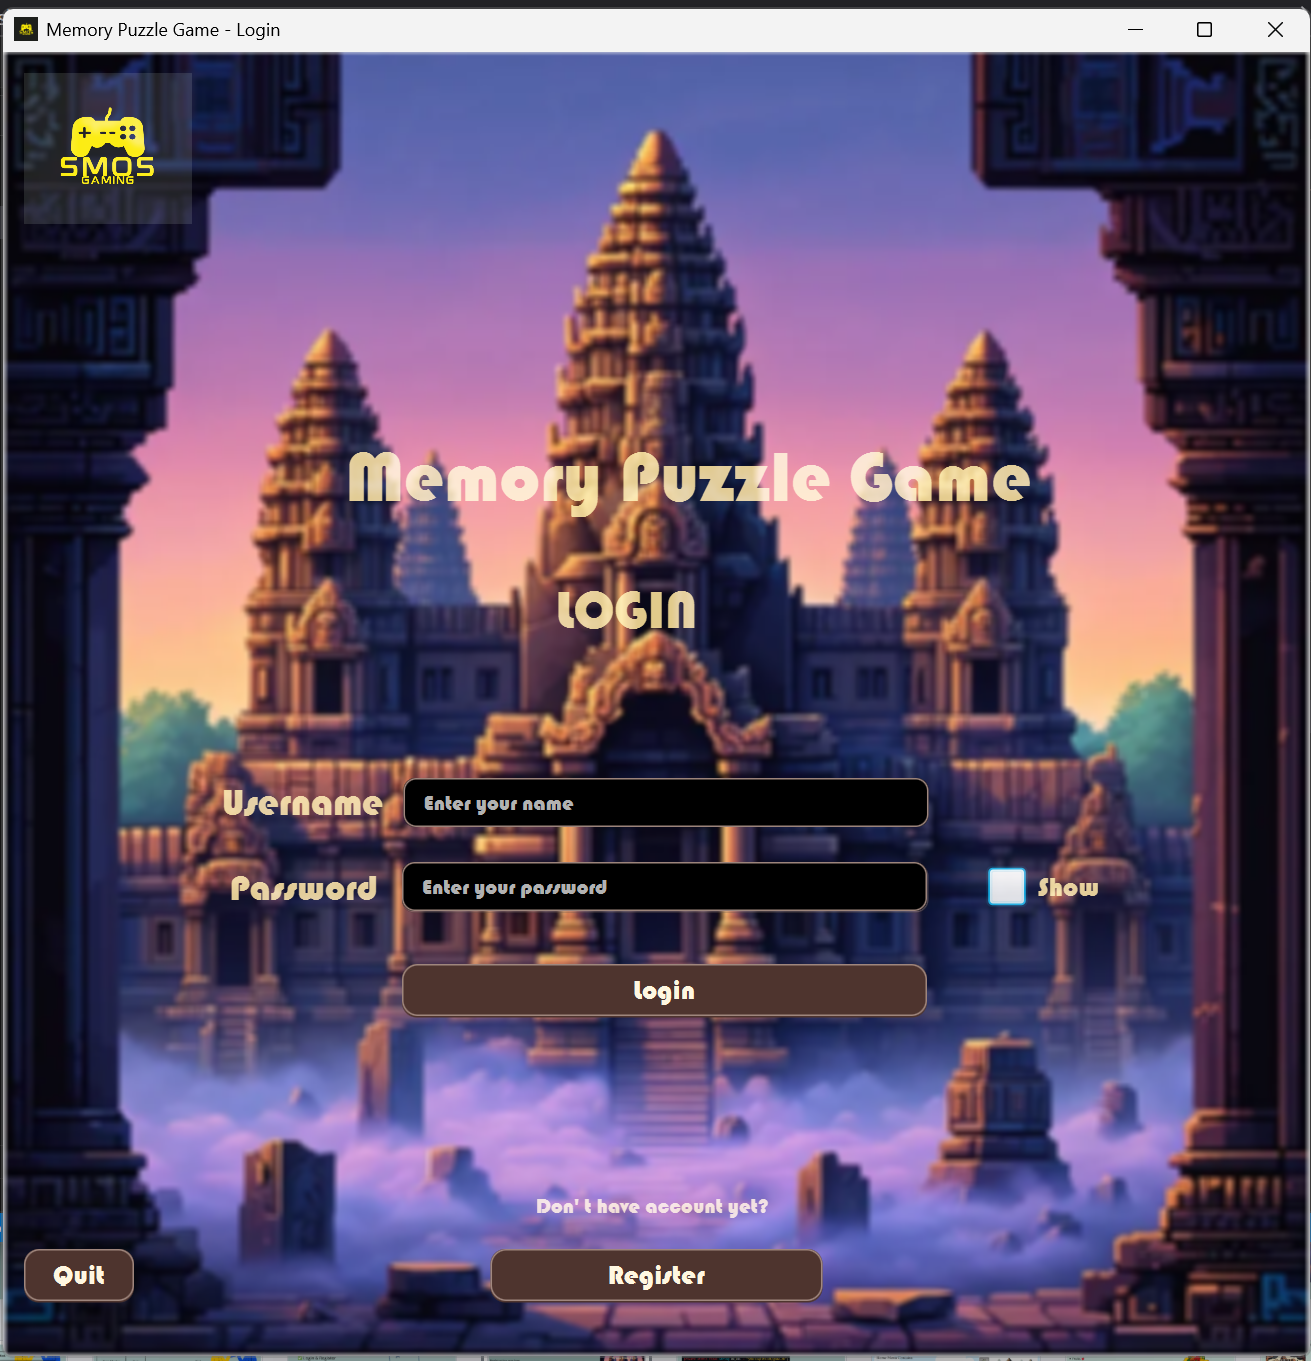 Memory Puzzle Game - Login
SMOS
GAMING
Memory Puzzle Game
LOGIN
Username
Enter your name
Password
Enter your password
Show
Login
Don' t have account yet?
Quit
Register